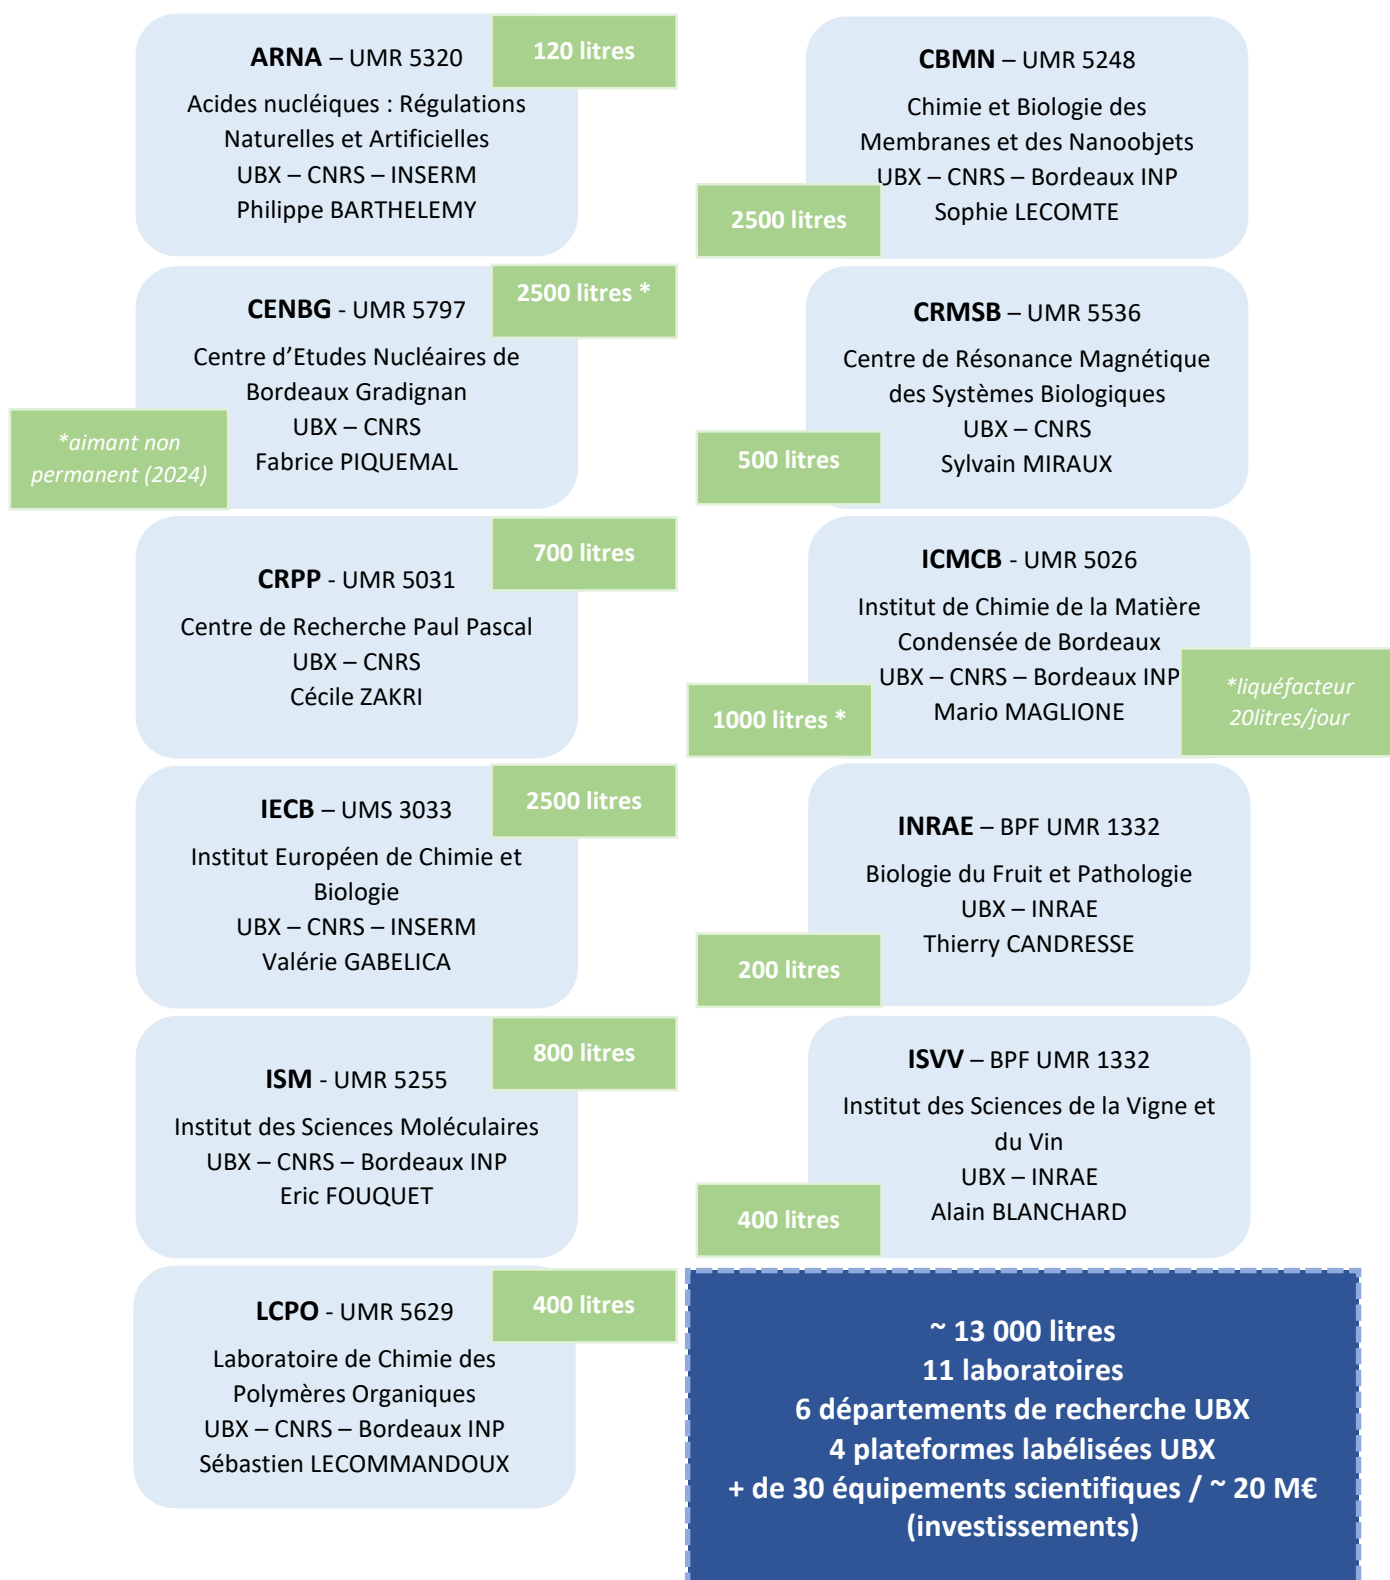 ARNA – UMR 5320
120 litres
Acides nucléiques : Régulations
Naturelles et Artificielles
UBX – CNRS – INSERM
Philippe BARTHELEMY
CBMN – UMR 5248
Chimie et Biologie des
Membranes et des Nanoobjets
UBX – CNRS – Bordeaux INP
Sophie LECOMTE
2500 litres
CENBG - UMR 5797
2500 litres *
Centre d’Etudes Nucléaires de
Bordeaux Gradignan
UBX – CNRS
Fabrice PIQUEMAL
*aimant non
permanent (2024)
CRMSB – UMR 5536
Centre de Résonance Magnétique
des Systèmes Biologiques
UBX – CNRS
Sylvain MIRAUX
500 litres
CRPP - UMR 5031
700 litres
Centre de Recherche Paul Pascal
UBX – CNRS
Cécile ZAKRI
ICMCB - UMR 5026
Institut de Chimie de la Matière
Condensée de Bordeaux
UBX – CNRS – Bordeaux INP
Mario MAGLIONE
1000 litres *
*liquéfacteur
20litres/jour
IECB – UMS 3033
2500 litres
Institut Européen de Chimie et
Biologie
UBX – CNRS – INSERM
Valérie GABELICA
INRAE – BPF UMR 1332
Biologie du Fruit et Pathologie
UBX – INRAE
Thierry CANDRESSE
200 litres
ISM - UMR 5255
800 litres
Institut des Sciences Moléculaires
UBX – CNRS – Bordeaux INP
Eric FOUQUET
ISVV – BPF UMR 1332
Institut des Sciences de la Vigne et
du Vin
UBX – INRAE
Alain BLANCHARD
400 litres
LCPO - UMR 5629
400 litres
Laboratoire de Chimie des
Polymères Organiques
UBX – CNRS – Bordeaux INP
Sébastien LECOMMANDOUX
~ 13 000 litres
11 laboratoires
6 départements de recherche UBX
4 plateformes labélisées UBX
+ de 30 équipements scientifiques / ~ 20 M€
(investissements)